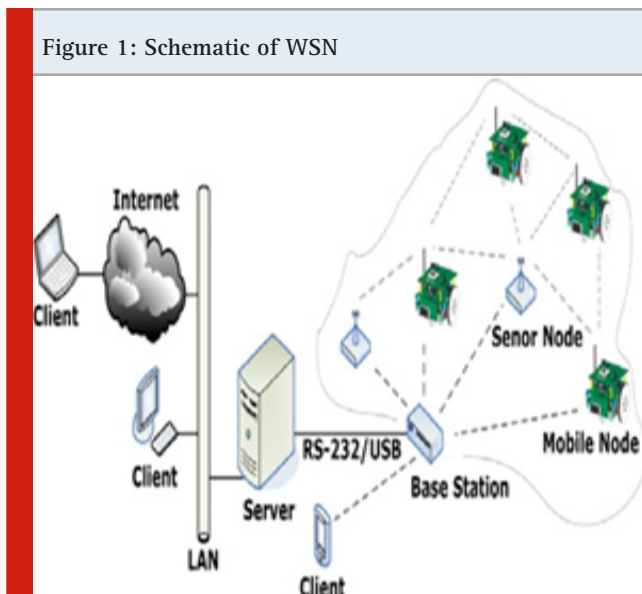 Figure 1: Schematic of WSN
Internet
Client
Senor Node
Mobile Node
RS-232/USB
Base Station
Client
Server
LAN
Client